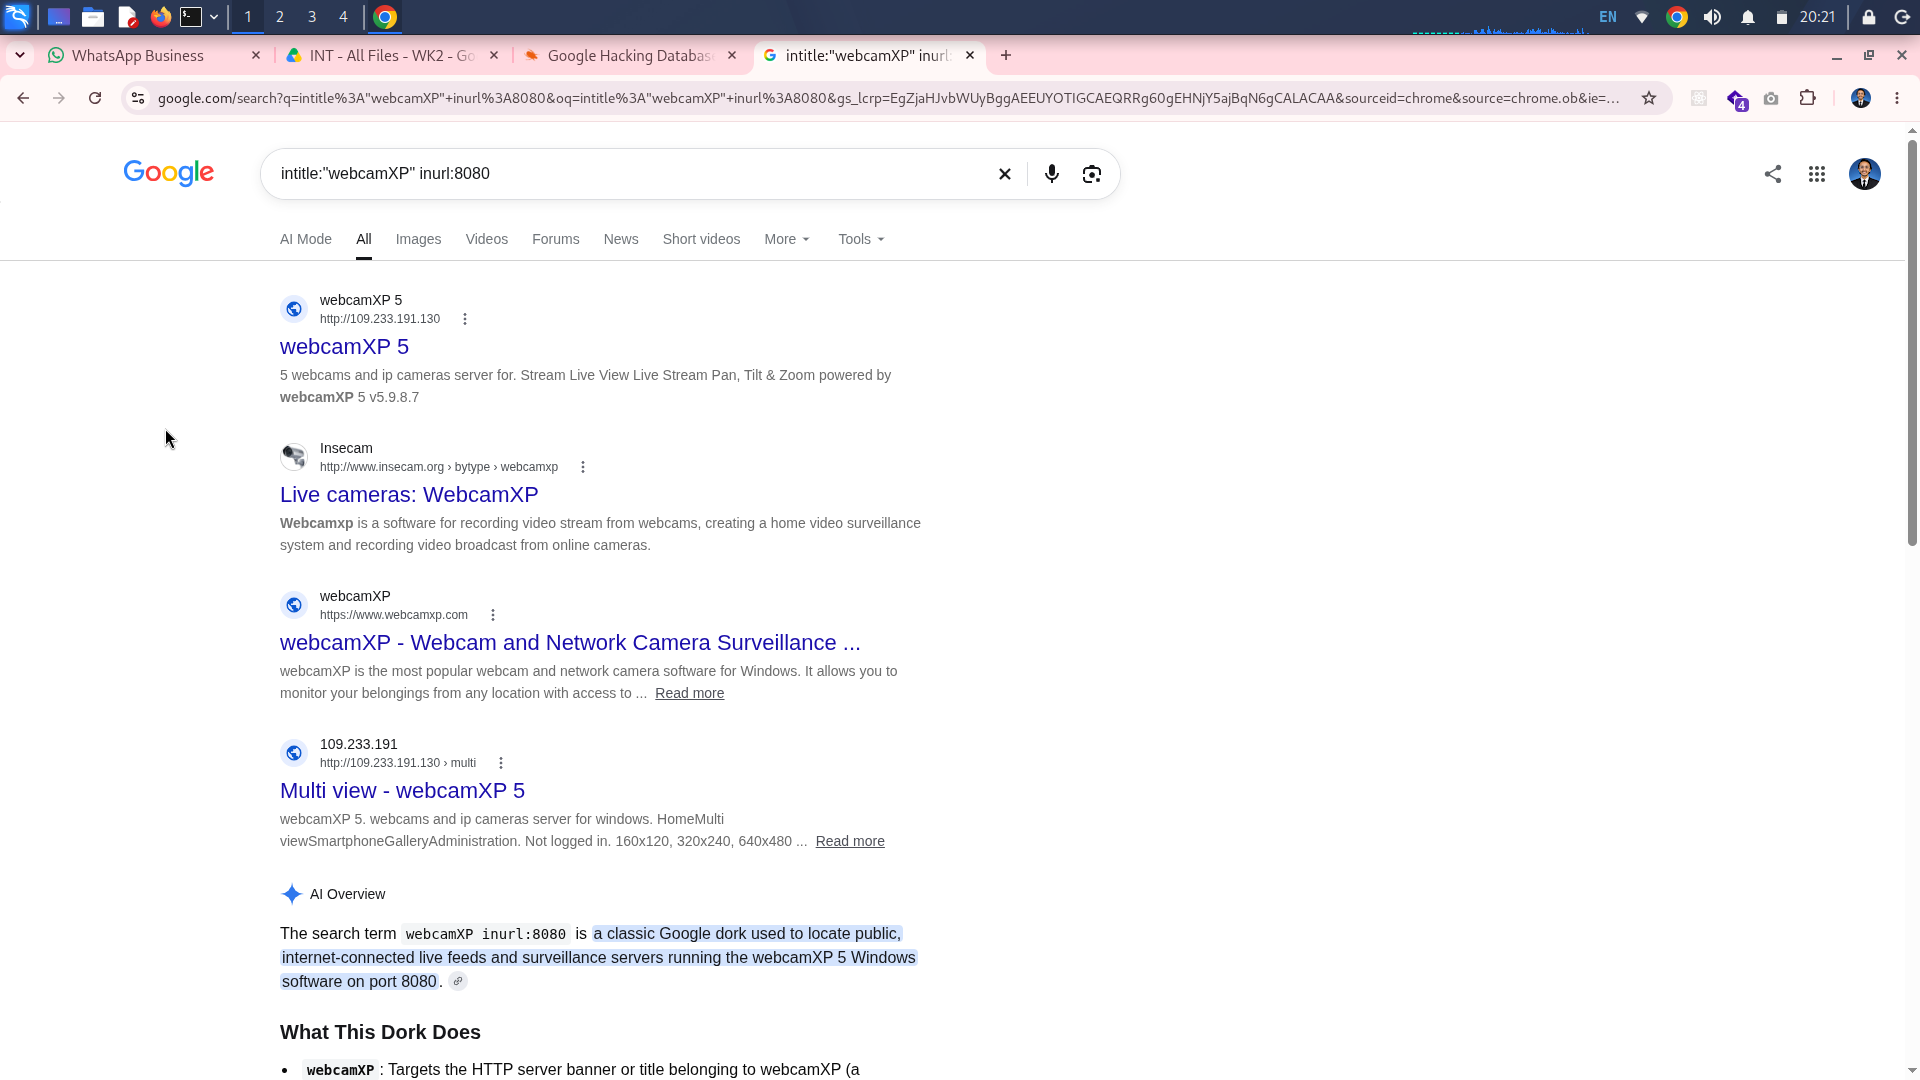 1 2 3 4 EN 20:21
WhatsApp Business INT - All Files - WK2 - Go Google Hacking Databas intitle:"webcamXP" inurl:
google.com/search?q=intitle%3A"webcamXP"+inurl%3A8080&oq=intitle%3A"webcamXP"+inurl%3A8080&gs_lcrp=EgZjaHJvbWUyBggAEEUYOTIGCAEQRRg60gEHNjY5ajBqN6gCALACAA&sourceid=chrome&source=chrome.ob&ie=... 4
Google intitle:"webcamXP" inurl:8080
AI Mode All Images Videos Forums News Short videos More Tools
webcamXP 5
http://109.233.191.130
webcamXP 5
5 webcams and ip cameras server for. Stream Live View Live Stream Pan, Tilt & Zoom powered by
webcamXP 5 v5.9.8.7
Insecam
http://www.insecam.org › bytype › webcamxp
Live cameras: WebcamXP
Webcamxp is a software for recording video stream from webcams, creating a home video surveillance
system and recording video broadcast from online cameras.
webcamXP
https://www.webcamxp.com
webcamXP - Webcam and Network Camera Surveillance ...
webcamXP is the most popular webcam and network camera software for Windows. It allows you to
monitor your belongings from any location with access to ... Read more
109.233.191
http://109.233.191.130 › multi
Multi view - webcamXP 5
webcamXP 5. webcams and ip cameras server for windows. HomeMulti
viewSmartphoneGalleryAdministration. Not logged in. 160x120, 320x240, 640x480 ... Read more
AI Overview
The search term webcamXP inurl:8080 is a classic Google dork used to locate public,
internet-connected live feeds and surveillance servers running the webcamXP 5 Windows
software on port 8080.
What This Dork Does
• webcamXP : Targets the HTTP server banner or title belonging to webcamXP (a